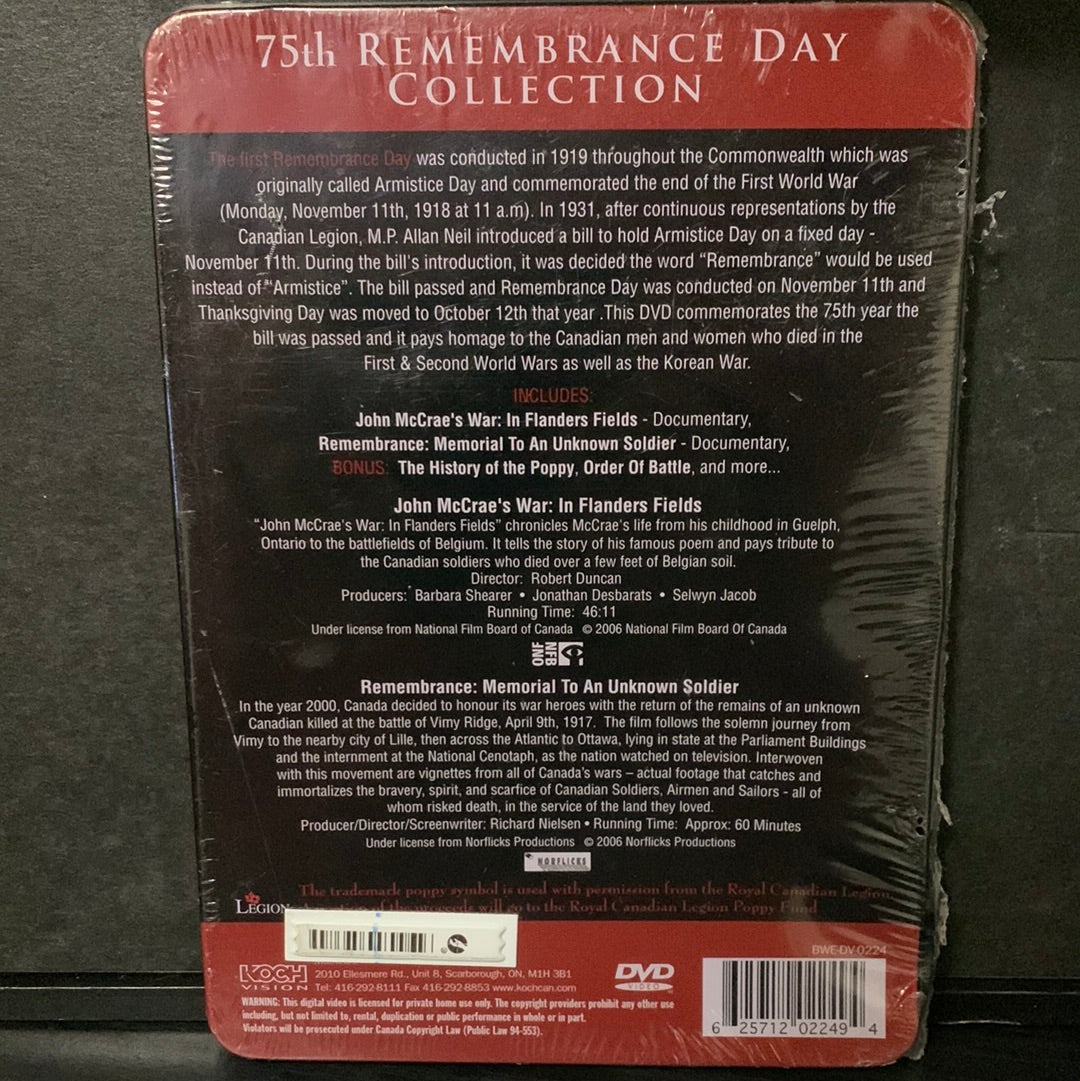 75th REMEMBRANCE DAY
COLLECTION
The first Remembrance Day was conducted in 1919 throughout the Commonwealth which was
originally called Armistice Day and commemorated the end of the First World War
(Monday, November 11th, 1918 at 11 a.m). In 1931, after continuous representations by the
Canadian Legion, M.P. Allan Neil introduced a bill to hold Armistice Day on a fixed day -
November 11th. During the bill's introduction, it was decided the word "Remembrance" would be used
instead of "Armistice". The bill passed and Remembrance Day was conducted on November 11th and
Thanksgiving Day was moved to October 12th that year .This DVD commemorates the 75th year the
bill was passed and it pays homage to the Canadian men and women who died in the
First & Second World Wars as well as the Korean War.
INCLUDES:
John McCrae's War: In Flanders Fields - Documentary,
Remembrance: Memorial To An Unknown Soldier - Documentary,
BONUS: The History of the Poppy, Order Of Battle, and more...
John McCrae's War: In Flanders Fields
"John McCrae's War: In Flanders Fields" chronicles McCrae's life from his childhood in Guelph,
Ontario to the battlefields of Belgium. It tells the story of his famous poem and pays tribute to
the Canadian soldiers who died over a few feet of Belgian soil.
Director: Robert Duncan
Producers: Barbara Shearer • Jonathan Desbarats • Selwyn Jacob
Running Time: 46:11
Under license from National Film Board of Canada © 2006 National Film Board Of Canada
ONF NFB
Remembrance: Memorial To An Unknown Soldier
In the year 2000, Canada decided to honour its war heroes with the return of the remains of an unknown
Canadian killed at the battle of Vimy Ridge, April 9th, 1917. The film follows the solemn journey from
Vimy to the nearby city of Lille, then across the Atlantic to Ottawa, lying in state at the Parliament Buildings
and the internment at the National Cenotaph, as the nation watched on television. Interwoven
with this movement are vignettes from all of Canada's wars – actual footage that catches and
immortalizes the bravery, spirit, and scarfice of Canadian Soldiers, Airmen and Sailors - all of
whom risked death, in the service of the land they loved.
Producer/Director/Screenwriter: Richard Nielsen • Running Time: Approx: 60 Minutes
Under license from Norflicks Productions © 2006 Norflicks Productions
NORFLICKS
The trademark poppy symbol is used with permission from the Royal Canadian Legion.
LEGION of the proceeds will go to the Royal Canadian Legion Poppy Fund
BWE-DV-0224
KOCH VISION
2010 Ellesmere Rd., Unit 8, Scarborough, ON, M1H 3B1
Tel: 416-292-8111 Fax 416-292-8853 www.kochcan.com
DVD VIDEO
WARNING: This digital video is licensed for private home use only. The copyright providers prohibit any other use
including, but not limited to, rental, duplication or public performance in whole or in part.
Violators will be prosecuted under Canada Copyright Law (Public Law 94-553).
6 25712 02249 4